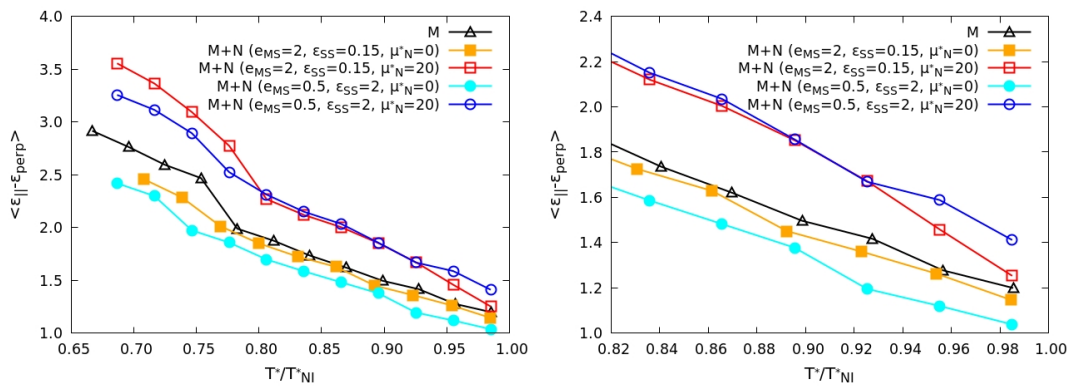 4.0
3.5
3.0
2.5
2.0
1.5
1.0
<ε||-εperp>
M
M+N (eMS=2, εSS=0.15, μ*N=0)
M+N (eMS=2, εSS=0.15, μ*N=20)
M+N (eMS=0.5, εSS=2, μ*N=0)
M+N (eMS=0.5, εSS=2, μ*N=20)
0.65 0.70 0.75 0.80 0.85 0.90 0.95 1.00
T*/T*NI
2.4
2.2
2.0
1.8
1.6
1.4
1.2
1.0
<ε||-εperp>
M
M+N (eMS=2, εSS=0.15, μ*N=0)
M+N (eMS=2, εSS=0.15, μ*N=20)
M+N (eMS=0.5, εSS=2, μ*N=0)
M+N (eMS=0.5, εSS=2, μ*N=20)
0.82 0.84 0.86 0.88 0.90 0.92 0.94 0.96 0.98 1.00
T*/T*NI